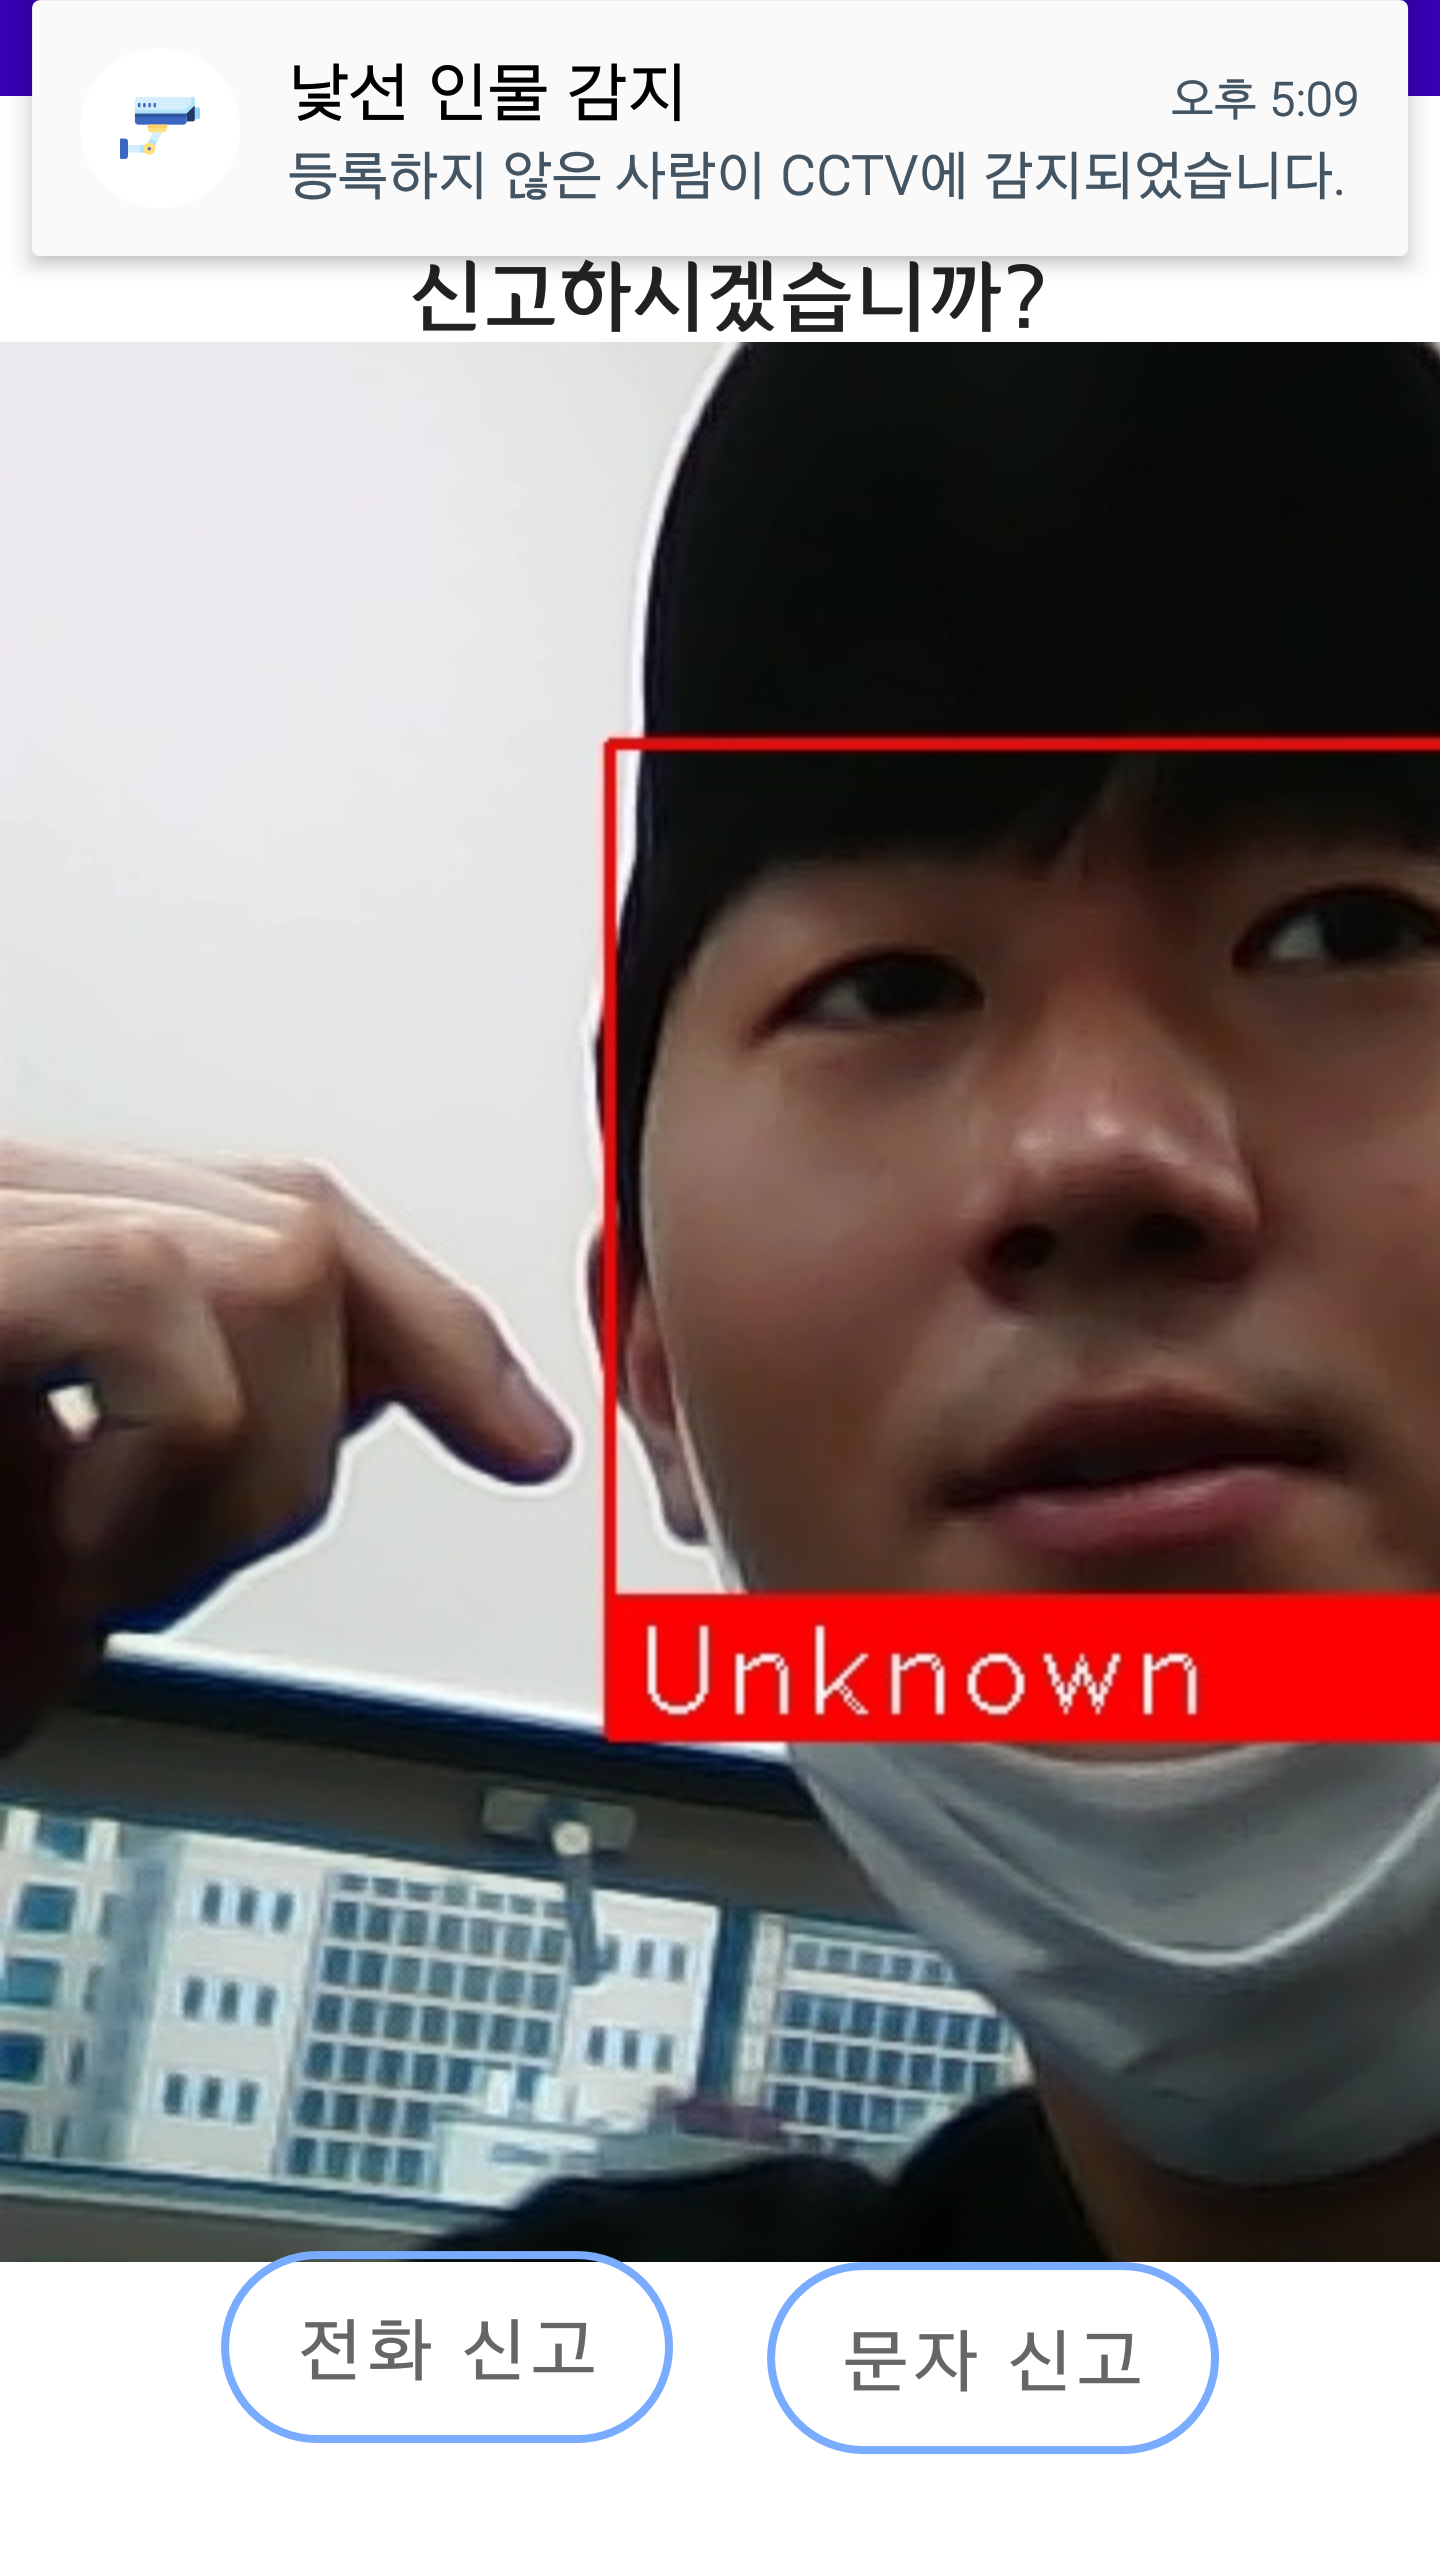 낯선 인물 감지
오후 5:09
등록하지 않은 사람이 CCTV에 감지되었습니다.
신고하시겠습니까?
Unknown
전화 신고
문자 신고